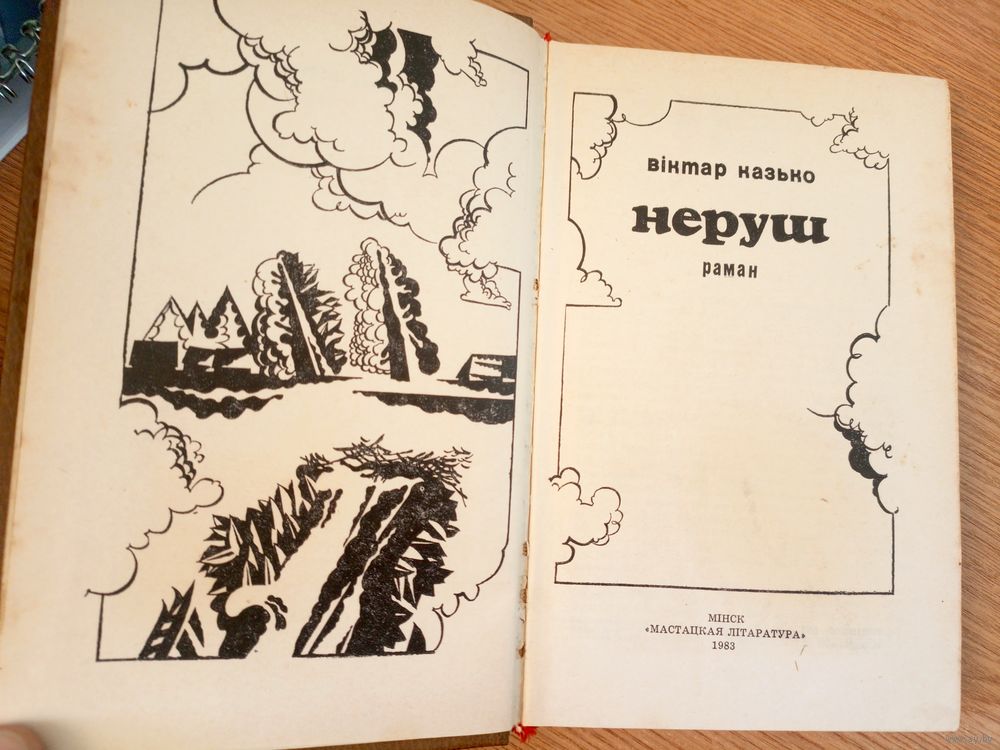 віктар казько
неруш
раман
МІНСК
«МАСТАЦКАЯ ЛІТАРАТУРА»
1983